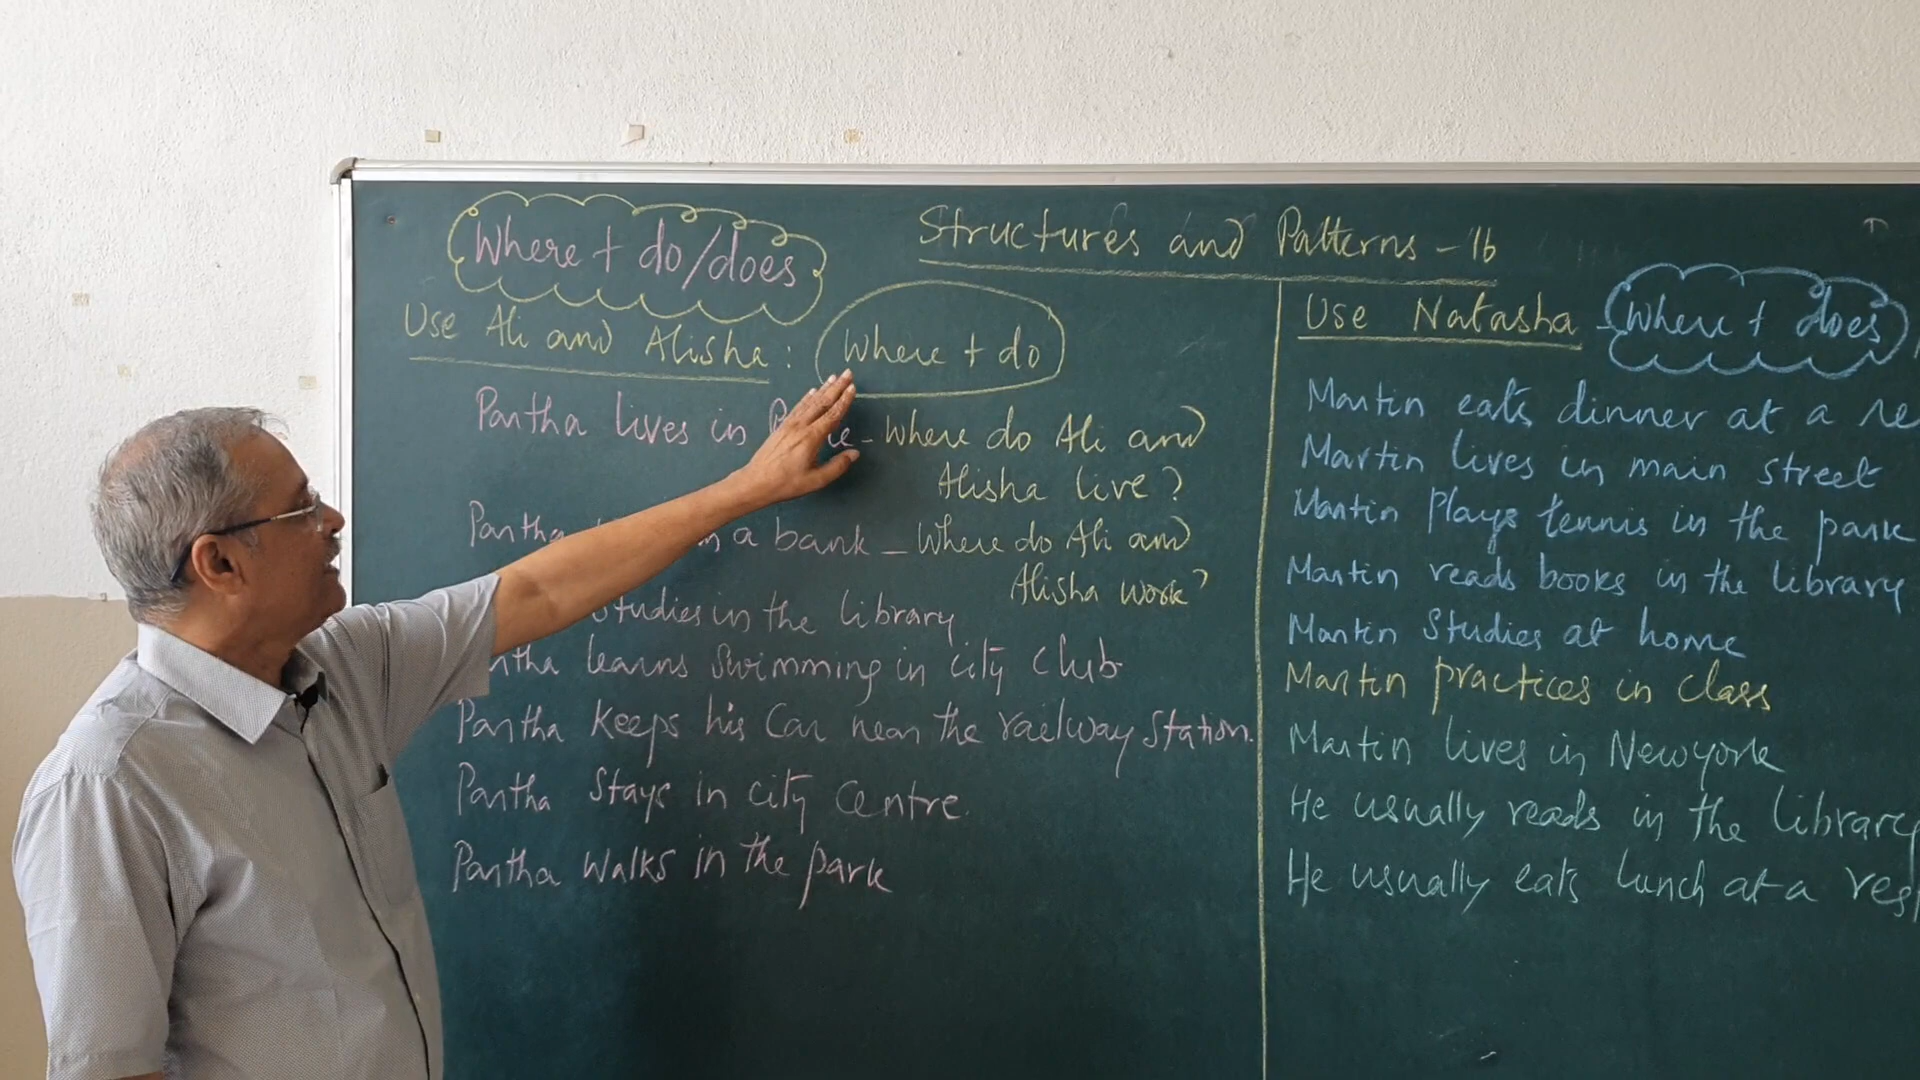 Where + do/does
Structures and Patterns - 16
Use Ali and Alisha : Where + do
Partha lives in - Where do Ali and
Alisha live?
Partha a bank - Where do Ali and
Alisha work?
studies in the library
learns swimming in city club
Partha keeps his car near the railway station.
Partha stays in city centre.
Partha walks in the park
Use Natasha - Where + does
Martin eats dinner at a
Martin lives in main street
Martin plays tennis in the park
Martin reads books in the library
Martin studies at home
Martin practices in class
Martin lives in Newyork
He usually reads in the library
He usually eats lunch at a